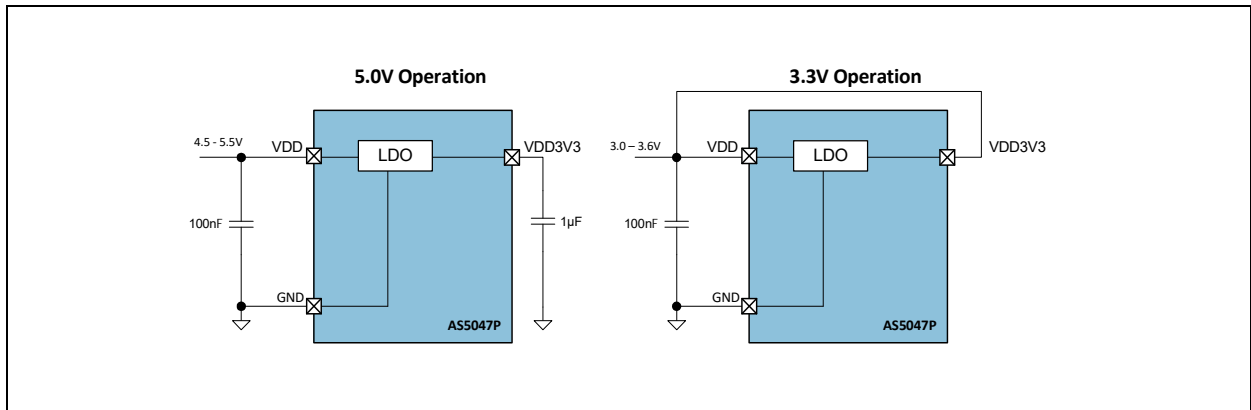 5.0V Operation
4.5 - 5.5V
VDD
LDO
VDD3V3
100nF
1µF
GND
AS5047P
3.3V Operation
3.0 – 3.6V
VDD
LDO
VDD3V3
100nF
GND
AS5047P